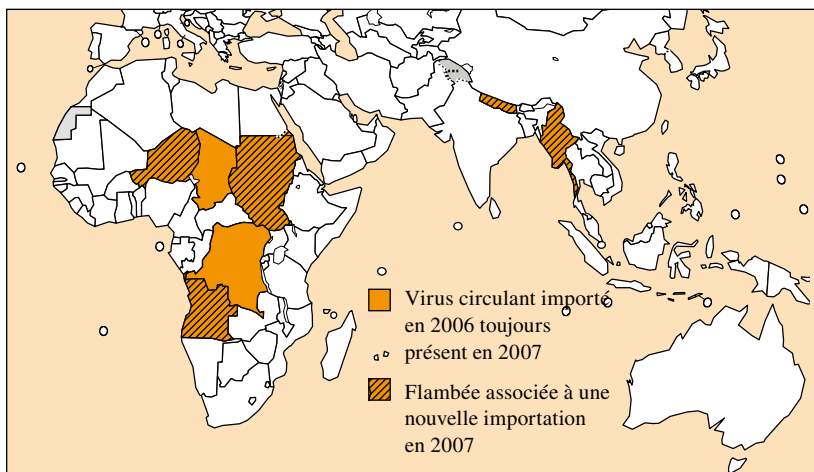 Virus circulant importé
en 2006 toujours
présent en 2007
Flambée associée à une
nouvelle importation
en 2007